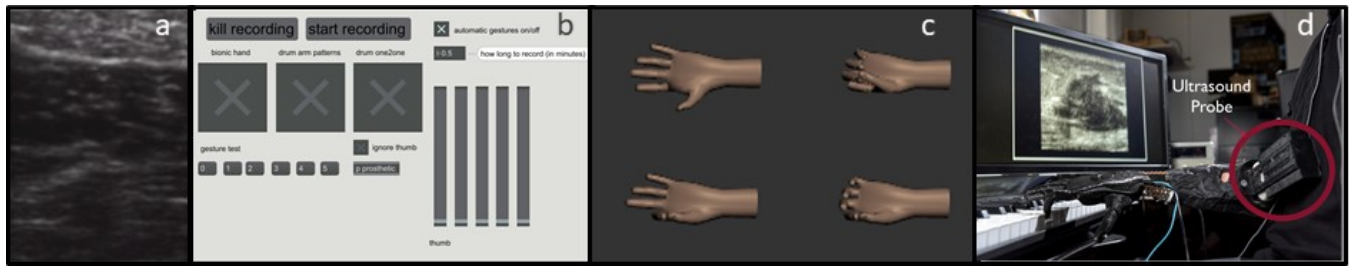 a
kill recording start recording
automatic gestures on/off
b
bionic hand drum arm patterns drum one2one
how long to record (in minutes)
gesture test
ignore thumb
0 1 2 3 4 5
p prosthetic
thumb
c
d
Ultrasound
Probe